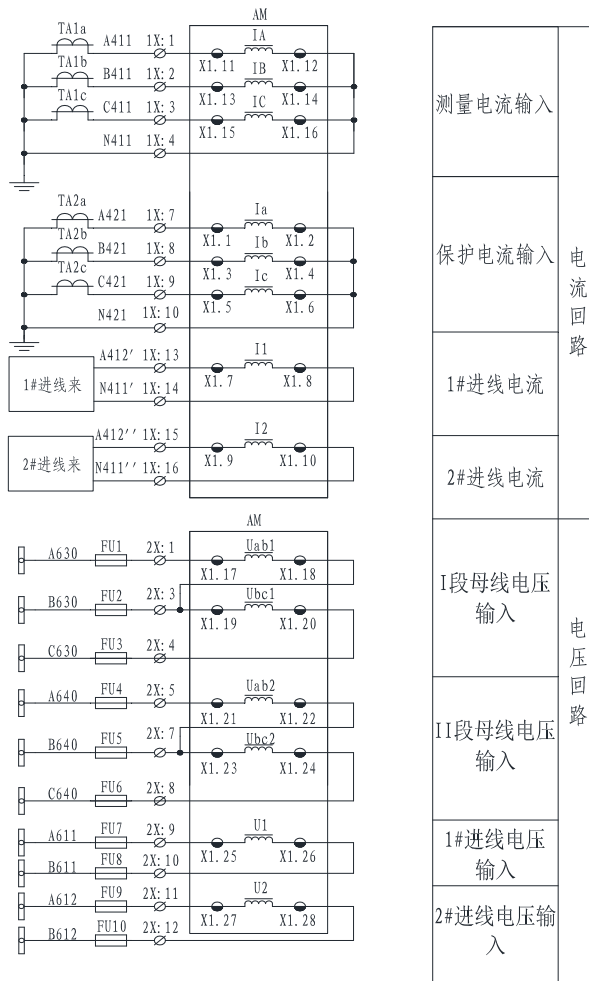 AM
TA1a A411 1X:1 IA
X1.11 X1.12
TA1b B411 1X:2 IB
X1.13 X1.14
TA1c C411 1X:3 IC
X1.15 X1.16
N411 1X:4
测量电流输入
TA2a A421 1X:7 Ia
X1.1 X1.2
TA2b B421 1X:8 Ib
X1.3 X1.4
TA2c C421 1X:9 Ic
X1.5 X1.6
N421 1X:10
保护电流输入
电
流
回
路
A412' 1X:13 I1
X1.7 X1.8
1#进线来
N411' 1X:14
1#进线电流
A412'' 1X:15 I2
X1.9 X1.10
2#进线来
N411'' 1X:16
2#进线电流
AM
A630 FU1 2X:1 Uab1
X1.17 X1.18
B630 FU2 2X:3 Ubc1
X1.19 X1.20
C630 FU3 2X:4
I段母线电压
输入
A640 FU4 2X:5 Uab2
X1.21 X1.22
B640 FU5 2X:7 Ubc2
X1.23 X1.24
C640 FU6 2X:8
II段母线电压
输入
电
压
回
路
A611 FU7 2X:9 U1
X1.25 X1.26
B611 FU8 2X:10
1#进线电压
输入
A612 FU9 2X:11 U2
X1.27 X1.28
B612 FU10 2X:12
2#进线电压输
入